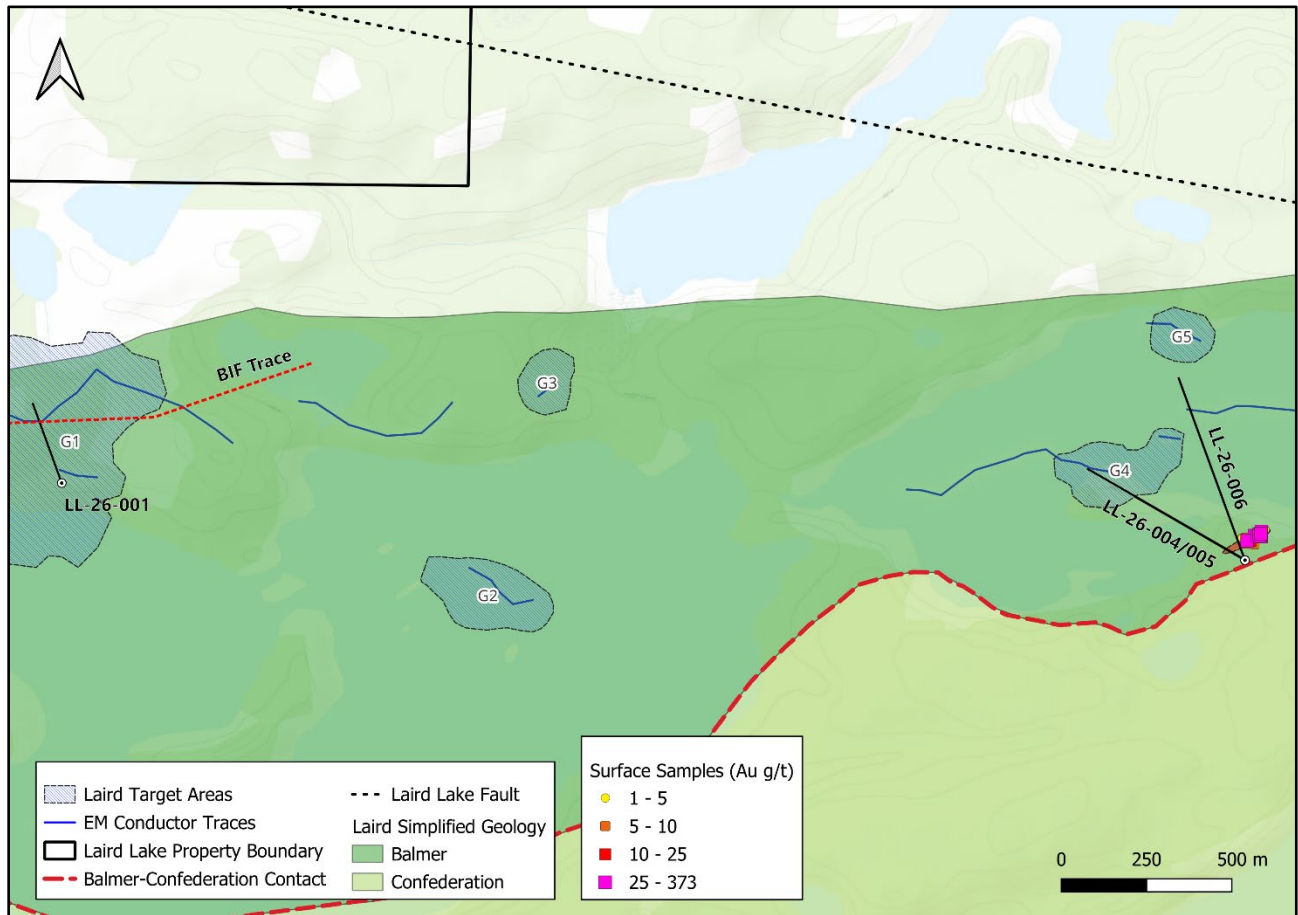 BIF Trace
G5
G3
G1
LL-26-006
G4
LL-26-001
LL-26-004/005
G2
Laird Target Areas
EM Conductor Traces
Laird Lake Property Boundary
Balmer-Confederation Contact
Laird Lake Fault
Laird Simplified Geology
Balmer
Confederation
Surface Samples (Au g/t)
1 - 5
5 - 10
10 - 25
25 - 373
0 250 500 m